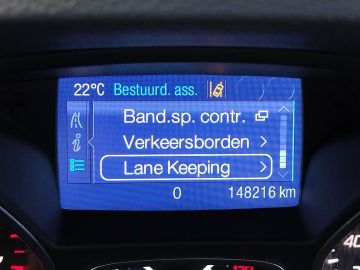 22°C Bestuurd. ass.
Band.sp. contr.
Verkeersborden
Lane Keeping
0 148216 km